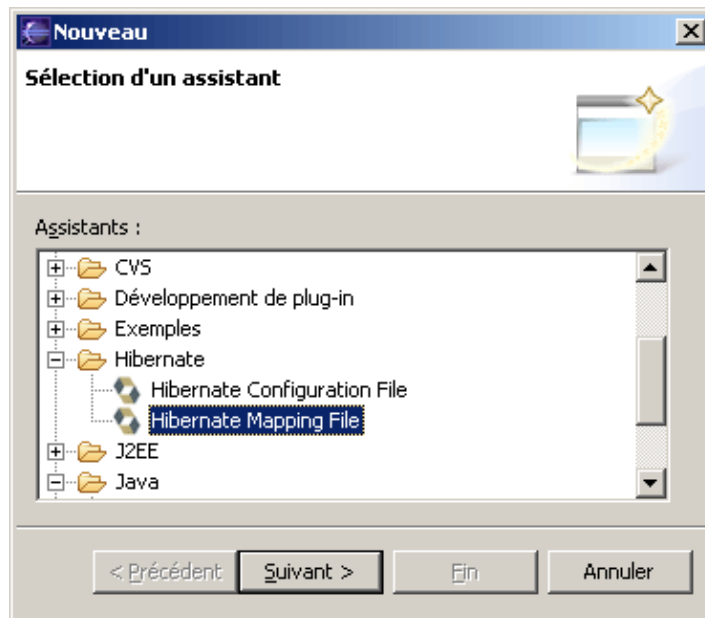 Nouveau
Sélection d'un assistant
Assistants :
CVS
Développement de plug-in
Exemples
Hibernate
Hibernate Configuration File
Hibernate Mapping File
J2EE
Java
< Précédent Suivant > Fin Annuler